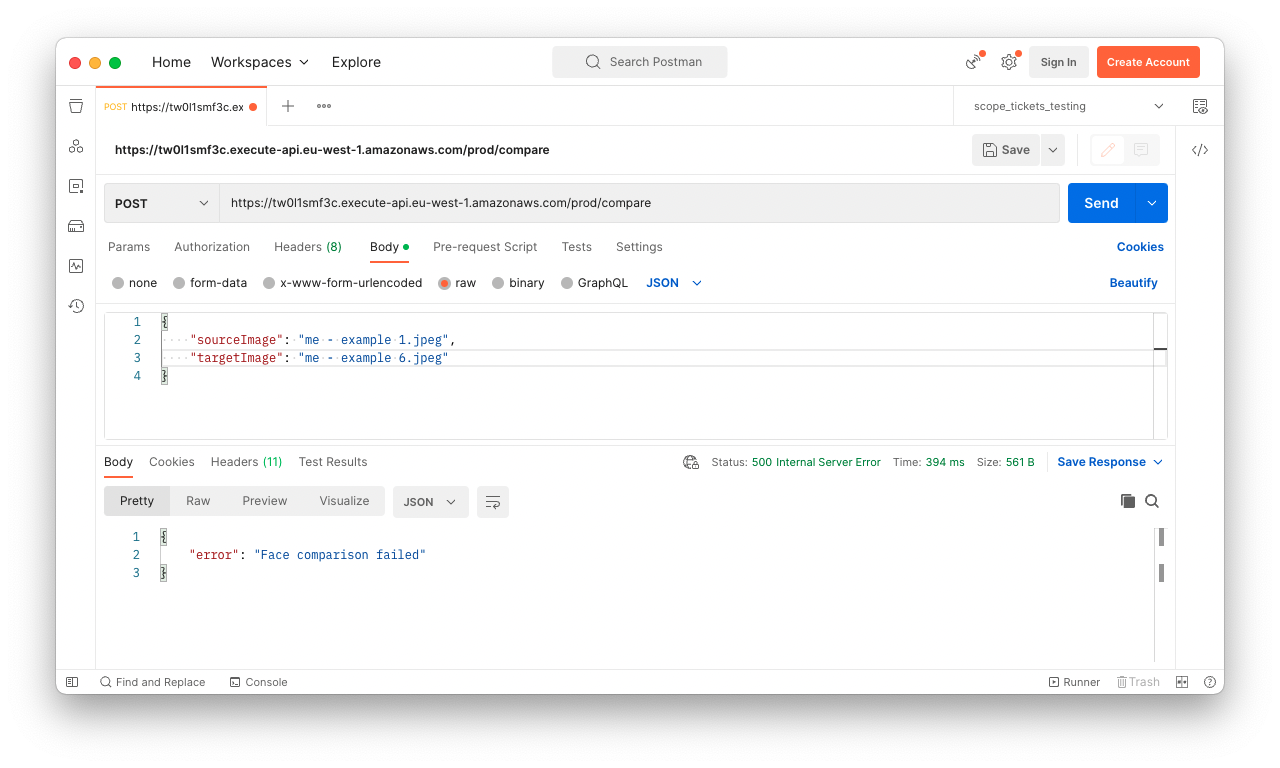 Home Workspaces Explore Search Postman Sign In Create Account
POST https://tw0l1smf3c.ex scope_tickets_testing
https://tw0l1smf3c.execute-api.eu-west-1.amazonaws.com/prod/compare Save
POST https://tw0l1smf3c.execute-api.eu-west-1.amazonaws.com/prod/compare Send
Params Authorization Headers (8) Body Pre-request Script Tests Settings Cookies
none form-data x-www-form-urlencoded raw binary GraphQL JSON Beautify
1 {
2 "sourceImage": "me - example 1.jpeg",
3 "targetImage": "me - example 6.jpeg"
4 }
Body Cookies Headers (11) Test Results Status: 500 Internal Server Error Time: 394 ms Size: 561 B Save Response
Pretty Raw Preview Visualize JSON
1 {
2 "error": "Face comparison failed"
3 }
Find and Replace Console Runner Trash